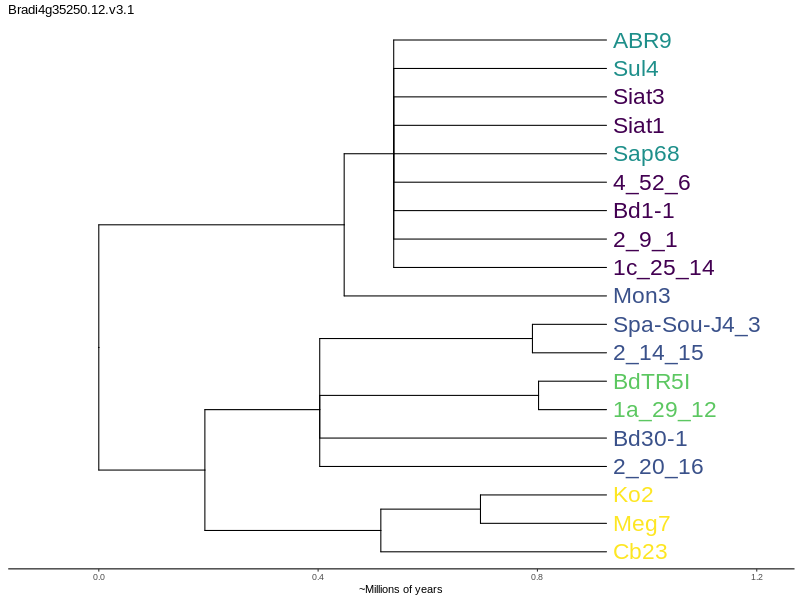 Bradi4g35250.12.v3.1
ABR9
Sul4
Siat3
Siat1
Sap68
4_52_6
Bd1-1
2_9_1
1c_25_14
Mon3
Spa-Sou-J4_3
2_14_15
BdTR5I
1a_29_12
Bd30-1
2_20_16
Ko2
Meg7
Cb23
0.0 0.4 0.8 1.2
~Millions of years